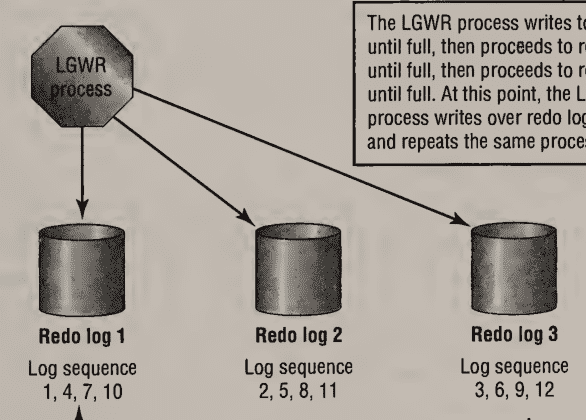 The LGWR process writes to
until full, then proceeds to
until full, then proceeds to
until full. At this point, the
process writes over redo
and repeats the same
LGWR
process
Redo log 1
Redo log 2
Redo log 3
Log sequence
1, 4, 7, 10
Log sequence
2, 5, 8, 11
Log sequence
3, 6, 9, 12